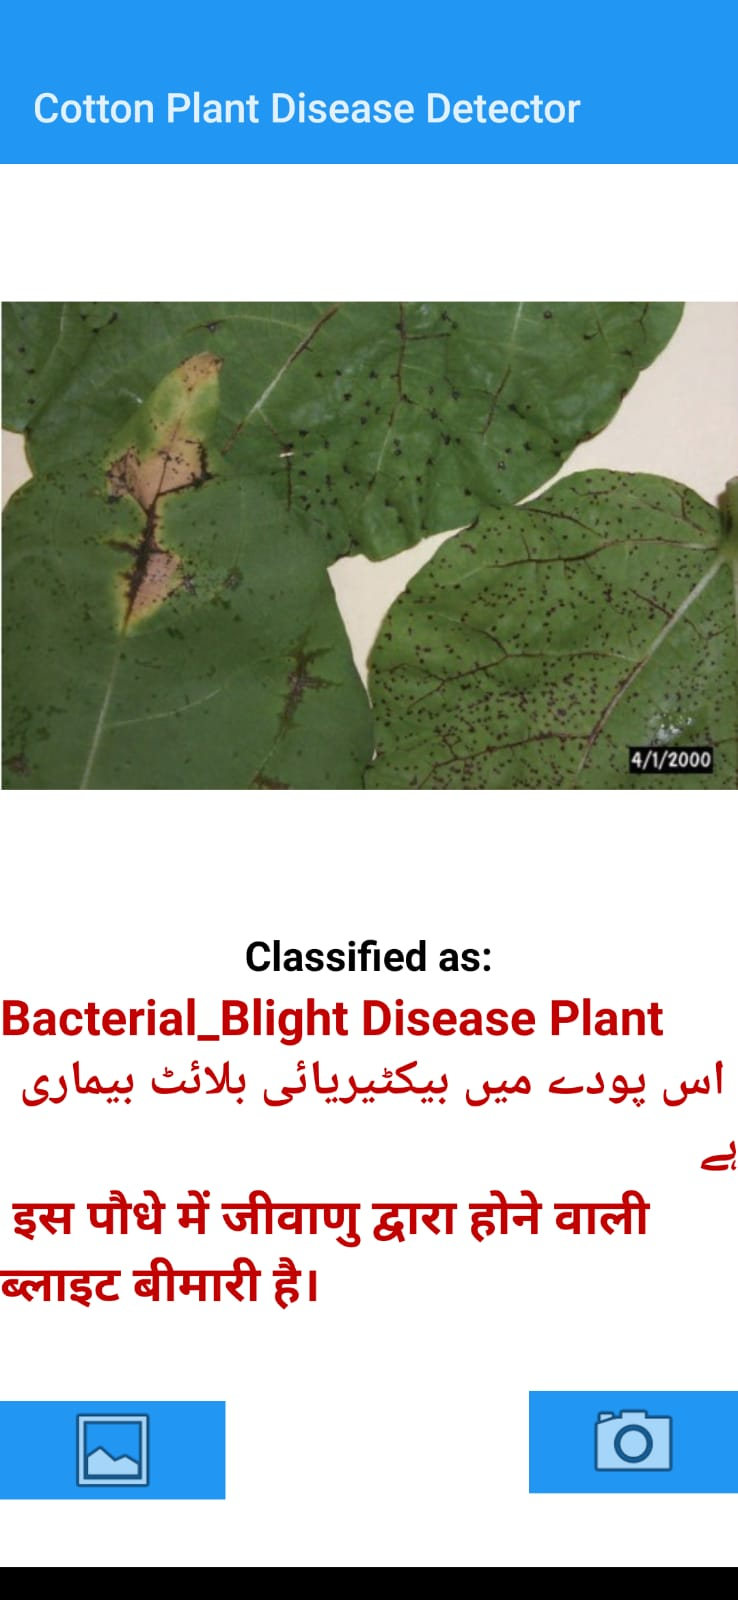 Cotton Plant Disease Detector
4/1/2000
Classified as:
Bacterial_Blight Disease Plant
اس پودے میں بیکٹیریائی بلائٹ بیماری
ہے
इस पौधे में जीवाणु द्वारा होने वाली
ब्लाइट बीमारी है।